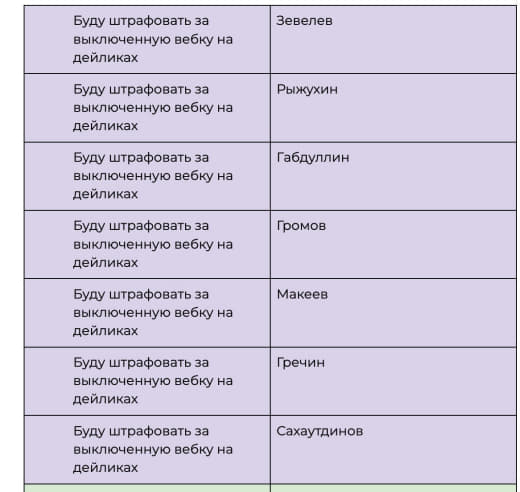 Буду штрафовать за
выключенную вебку на
дейликах
Зевелев
Буду штрафовать за
выключенную вебку на
дейликах
Рыжухин
Буду штрафовать за
выключенную вебку на
дейликах
Габдуллин
Буду штрафовать за
выключенную вебку на
дейликах
Громов
Буду штрафовать за
выключенную вебку на
дейликах
Макеев
Буду штрафовать за
выключенную вебку на
дейликах
Гречин
Буду штрафовать за
выключенную вебку на
дейликах
Сахаутдинов